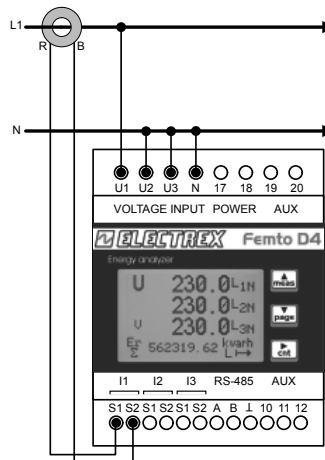 L1
R B
N
U1 U2 U3 N 17 18 19 20
VOLTAGE INPUT POWER AUX
ELECTREX Femto D4
Energy analyzer
U 230.0 L1N
meas
230.0 L2N
page
U 230.0 L3N
Er Σ 562319.62 kvarh L
cnt
I1 I2 I3 RS-485 AUX
S1 S2 S1 S2 S1 S2 A B ⊥ 10 11 12